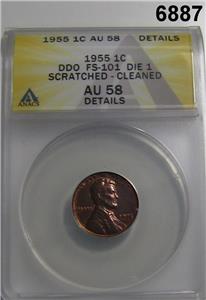 6887
1955 1C AU 58 DETAILS
1955 1C
DDO FS-101 DIE 1
SCRATCHED - CLEANED
AU 58
DETAILS
ANACS